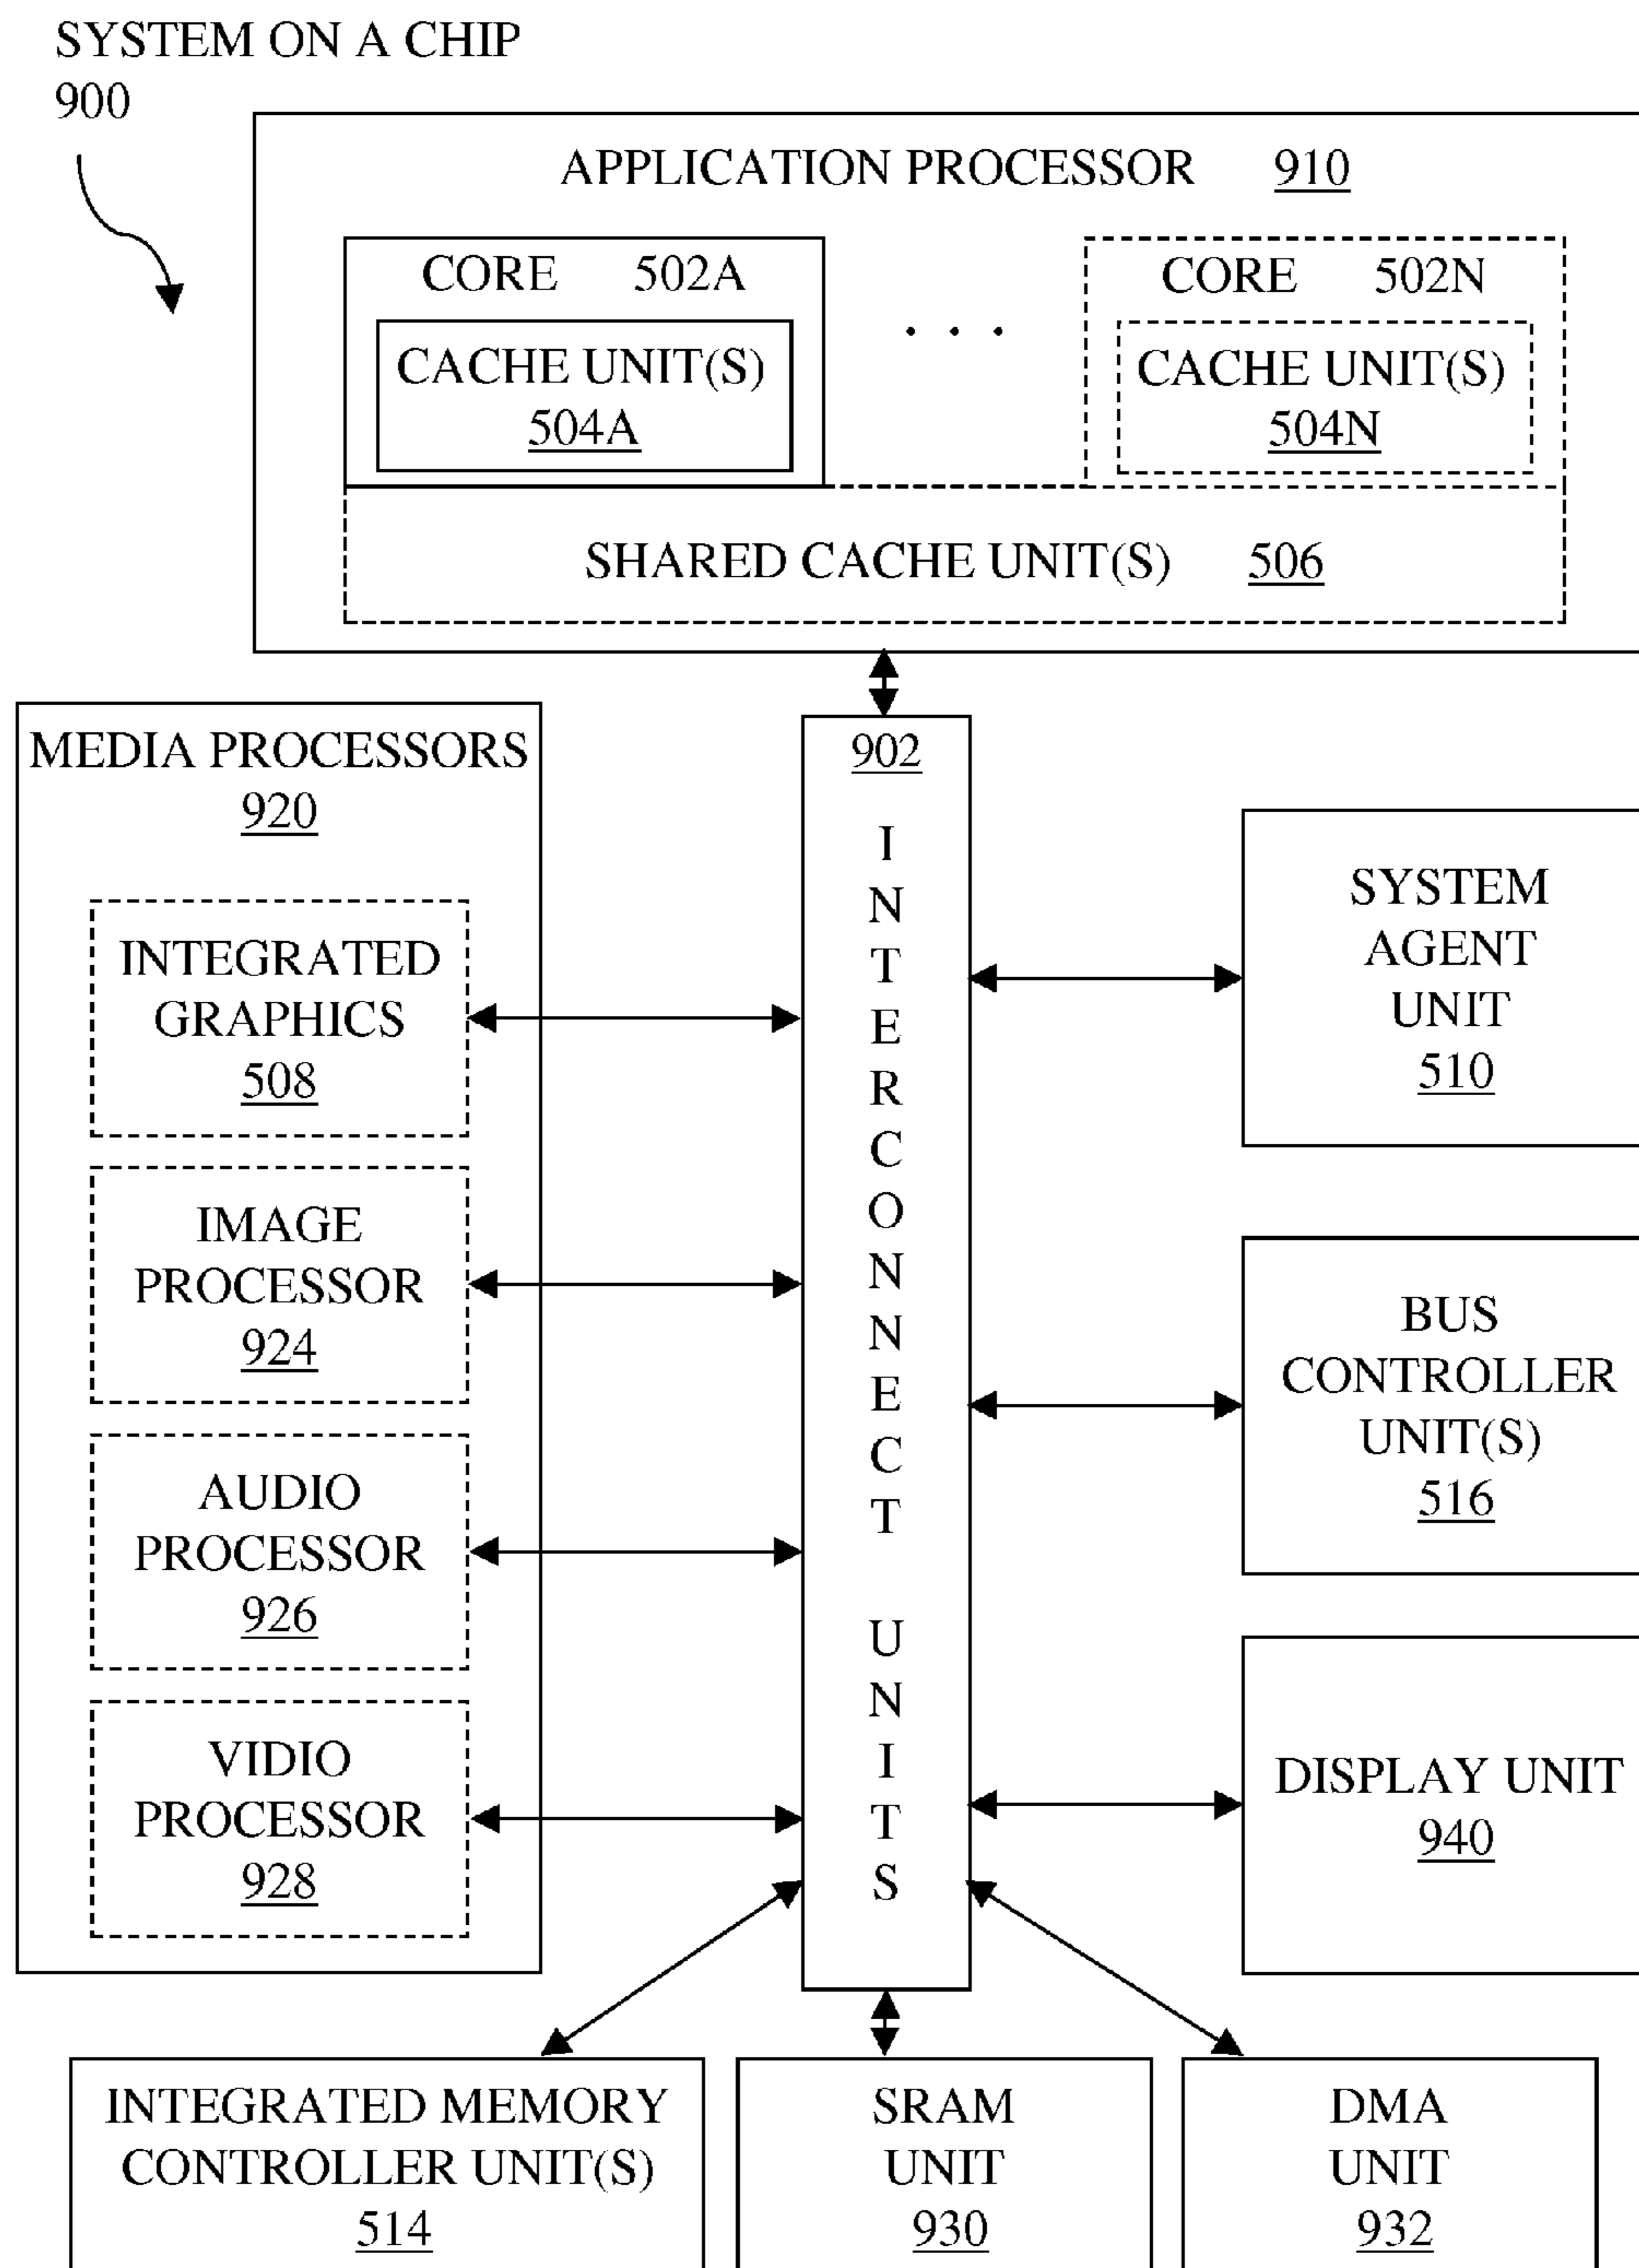 SYSTEM ON A CHIP
900
APPLICATION PROCESSOR 910
CORE 502A
CACHE UNIT(S)
504A
. . .
CORE 502N
CACHE UNIT(S)
504N
SHARED CACHE UNIT(S) 506
MEDIA PROCESSORS
920
INTEGRATED
GRAPHICS
508
IMAGE
PROCESSOR
924
AUDIO
PROCESSOR
926
VIDIO
PROCESSOR
928
902
INTERCONNECT UNITS
SYSTEM
AGENT
UNIT
510
BUS
CONTROLLER
UNIT(S)
516
DISPLAY UNIT
940
INTEGRATED MEMORY
CONTROLLER UNIT(S)
514
SRAM
UNIT
930
DMA
UNIT
932